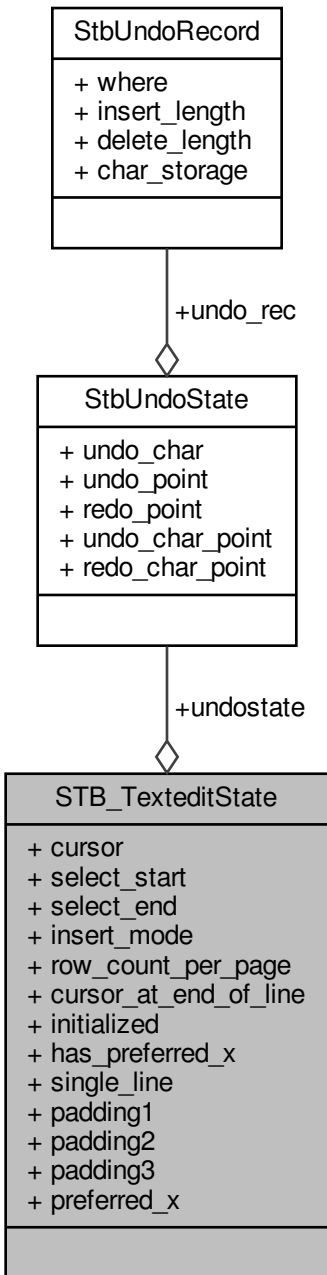 StbUndoRecord
+ where
+ insert_length
+ delete_length
+ char_storage
+undo_rec
StbUndoState
+ undo_char
+ undo_point
+ redo_point
+ undo_char_point
+ redo_char_point
+undostate
STB_TexteditState
+ cursor
+ select_start
+ select_end
+ insert_mode
+ row_count_per_page
+ cursor_at_end_of_line
+ initialized
+ has_preferred_x
+ single_line
+ padding1
+ padding2
+ padding3
+ preferred_x